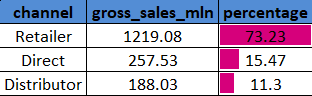 channel gross_sales_mln percentage
Retailer 1219.08 73.23
Direct 257.53 15.47
Distributor 188.03 11.3